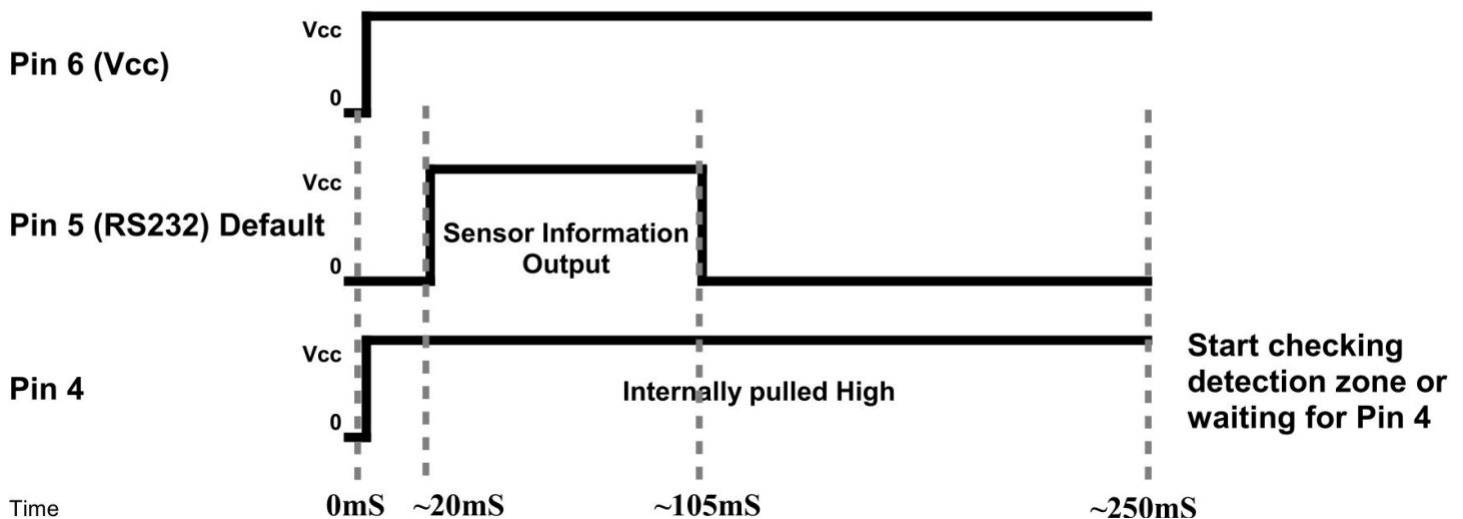 Vcc
Pin 6 (Vcc)
0
Vcc
Pin 5 (RS232) Default
Sensor Information
Output
0
Vcc
Pin 4
Internally pulled High
0
Start checking
detection zone or
waiting for Pin 4
Time
0mS
~20mS
~105mS
~250mS